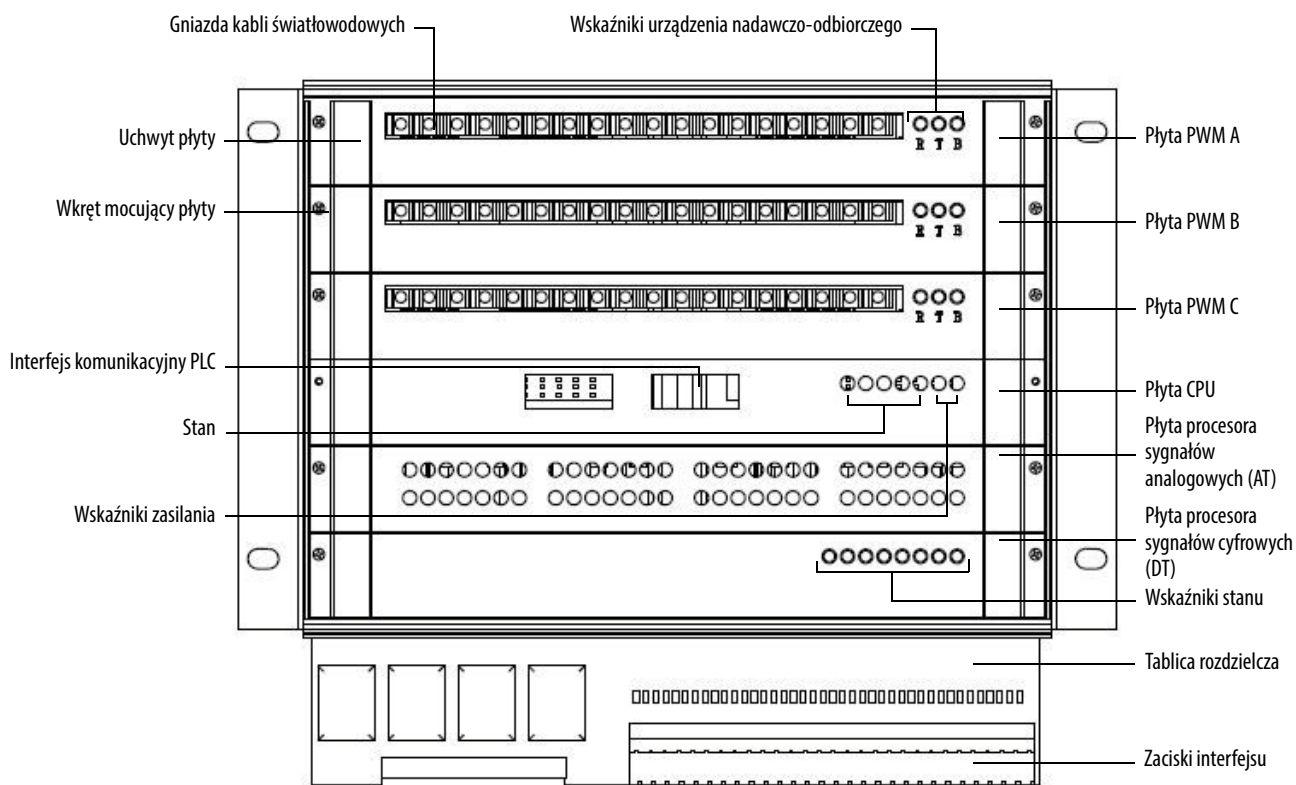 Gniazda kabli światłowodowych
Wskaźniki urządzenia nadawczo-odbiorczego
Uchwyt płyty
R T B
Płyta PWM A
Wkręt mocujący płyty
R T B
Płyta PWM B
R T B
Płyta PWM C
Interfejs komunikacyjny PLC
Płyta CPU
Stan
Płyta procesora
sygnałów
analogowych (AT)
Wskaźniki zasilania
Płyta procesora
sygnałów cyfrowych
(DT)
Wskaźniki stanu
Tablica rozdzielcza
Zaciski interfejsu